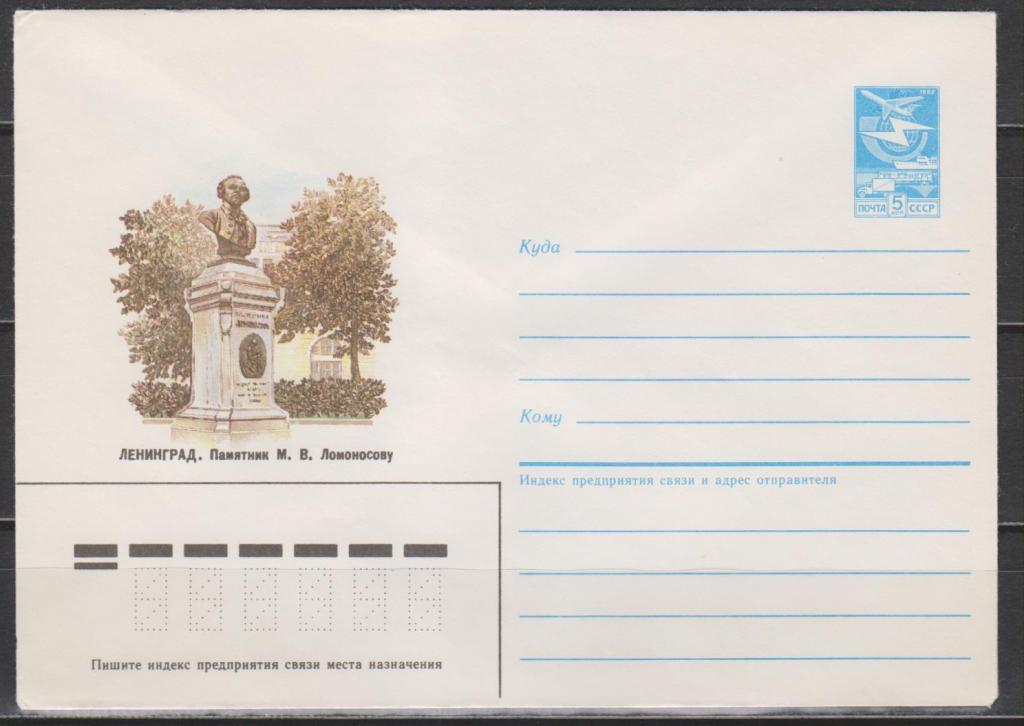 1982
ПОЧТА 5 КОП СССР
Куда
Кому
ЛЕНИНГРАД. Памятник М. В. Ломоносову
Индекс предприятия связи и адрес отправителя
Пишите индекс предприятия связи места назначения